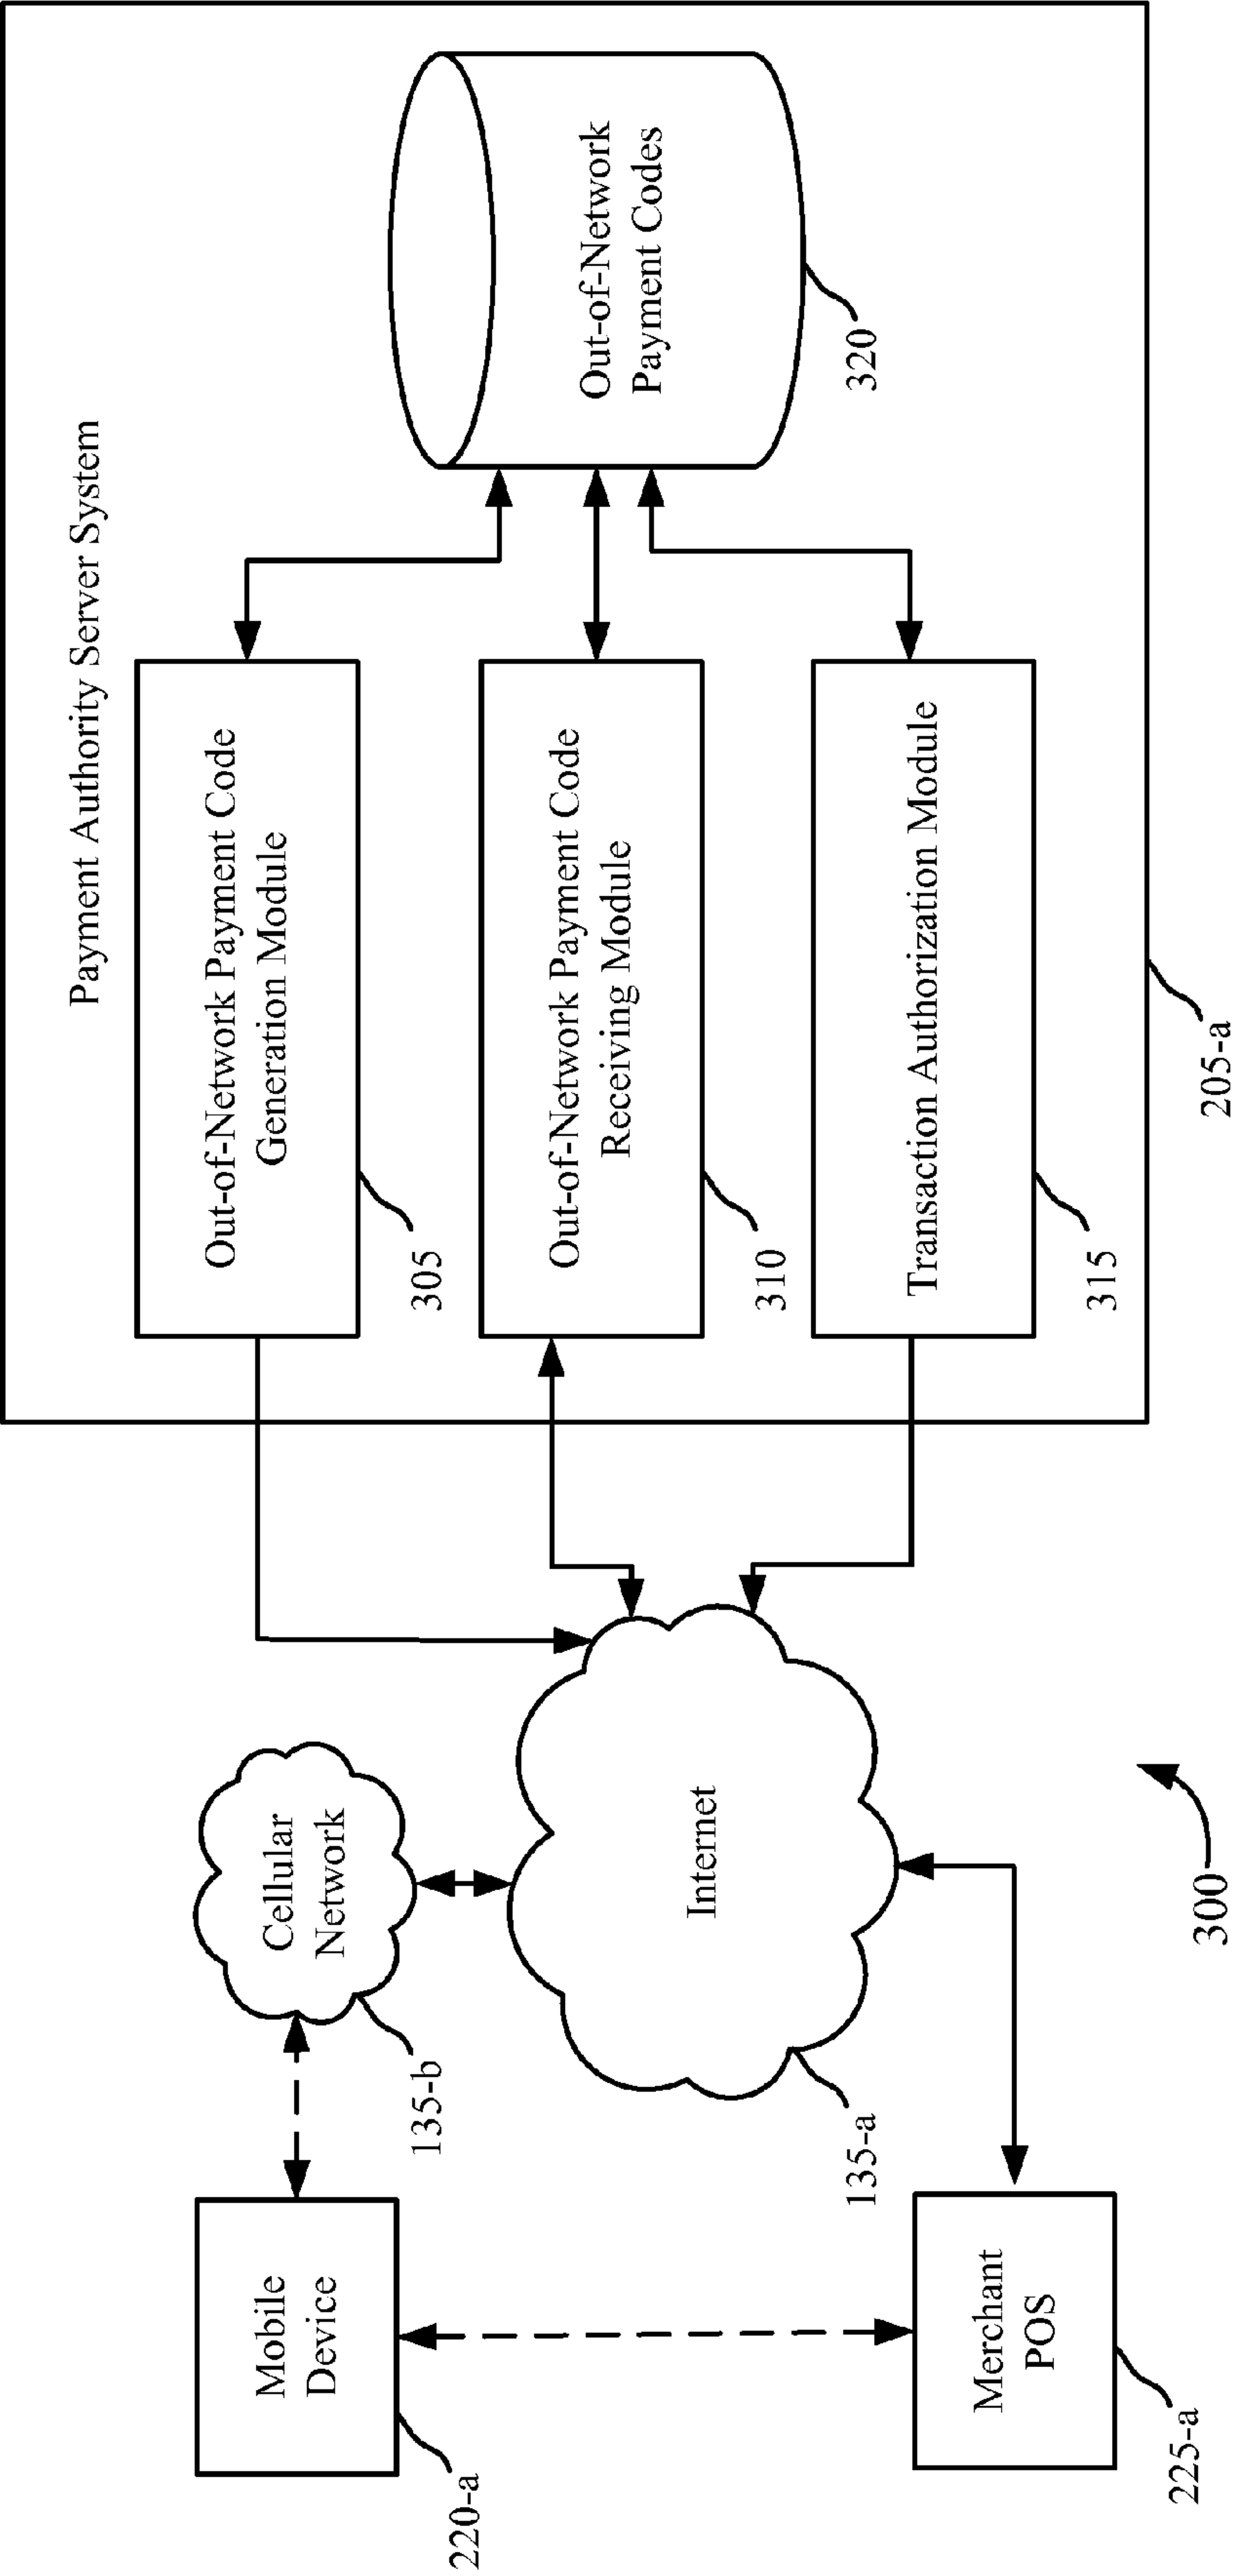 Payment Authority Server System
Mobile
Device
220-a
Cellular
Network
135-b
Out-of-Network Payment Code
Generation Module
305
Out-of-Network Payment Code
Receiving Module
310
Out-of-Network
Payment Codes
320
Internet
135-a
Transaction Authorization Module
315
Merchant
POS
225-a
205-a
300